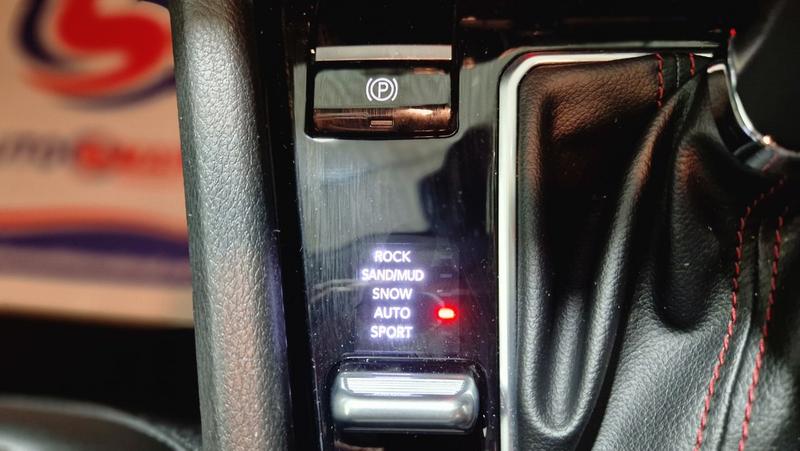 (P)
ROCK
SAND/MUD
SNOW
AUTO
SPORT